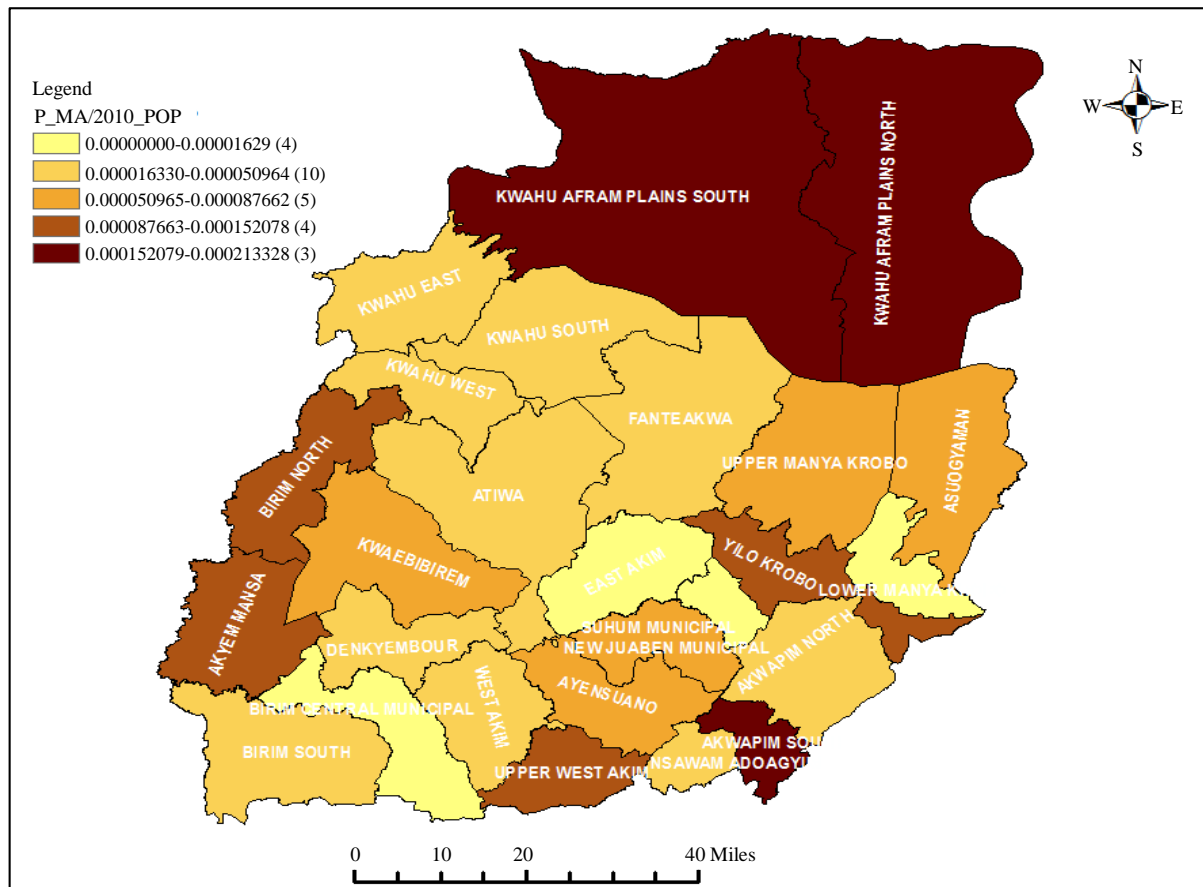 N
W E
S
Legend
P_MA/2010_POP
0.00000000-0.00001629 (4)
0.000016330-0.000050964 (10)
0.000050965-0.000087662 (5)
0.000087663-0.000152078 (4)
0.000152079-0.000213328 (3)
KWAHU AFRAM PLAINS SOUTH
KWAHU AFRAM PLAINS NORTH
KWAHU EAST
KWAHU SOUTH
KWAHU WEST
FANTEAKWA
UPPER MANYA KROBO
ASUOGYAMAN
BIRIM NORTH
ATIWA
KWAEBIBIREM
EAST AKIM
YILO KROBO
LOWER MANYA K
AKYEM MANSA
DENKYEMBOUR
SUHUM MUNICIPAL
NEW JUABEN MUNICIPAL
AKWAPIM NORTH
WEST AKIM
AYENSUANO
BIRIM CENTRAL MUNICIPAL
BIRIM SOUTH
UPPER WEST AKIM
AKWAPIM SOU
NSAWAM ADOAGYI
0 10 20 40 Miles